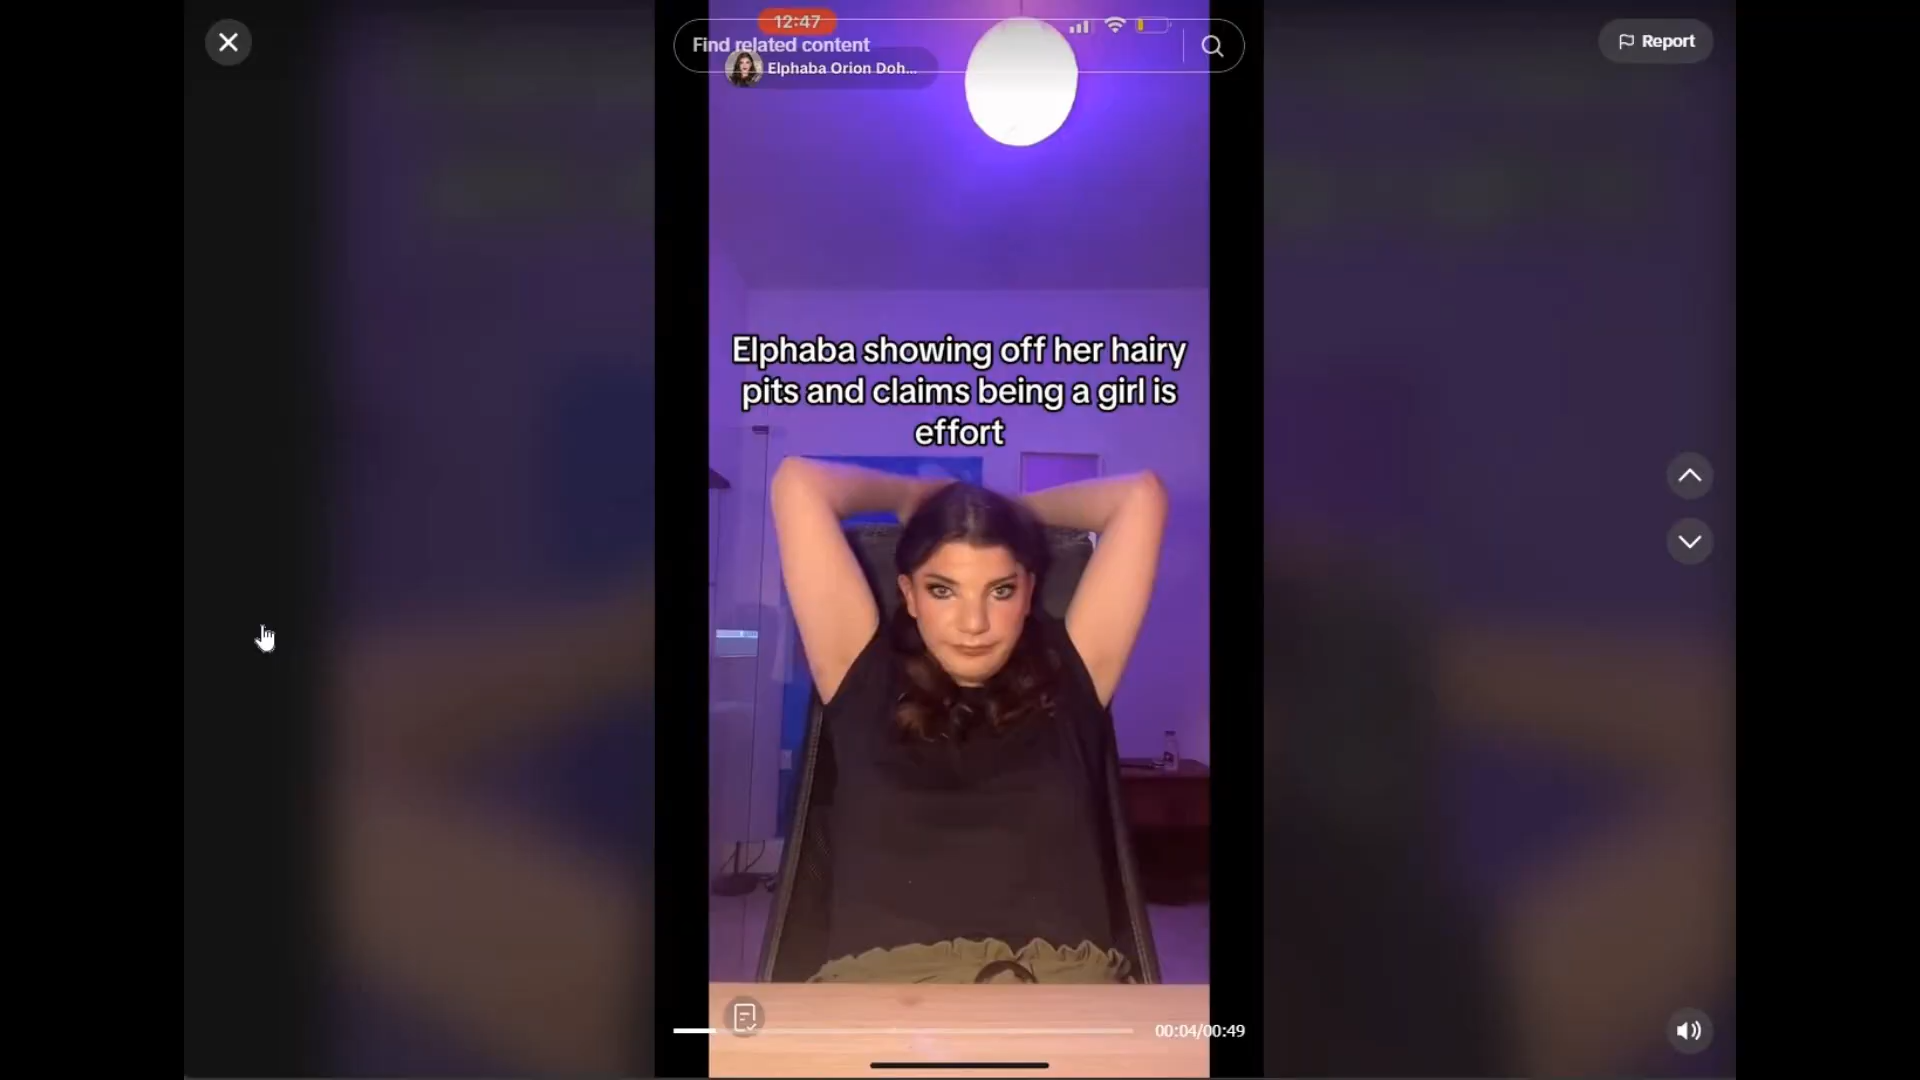 12:47
Find related content
Elphaba Orion Doh...
Report
Elphaba showing off her hairy
pits and claims being a girl is
effort
00:04/00:49